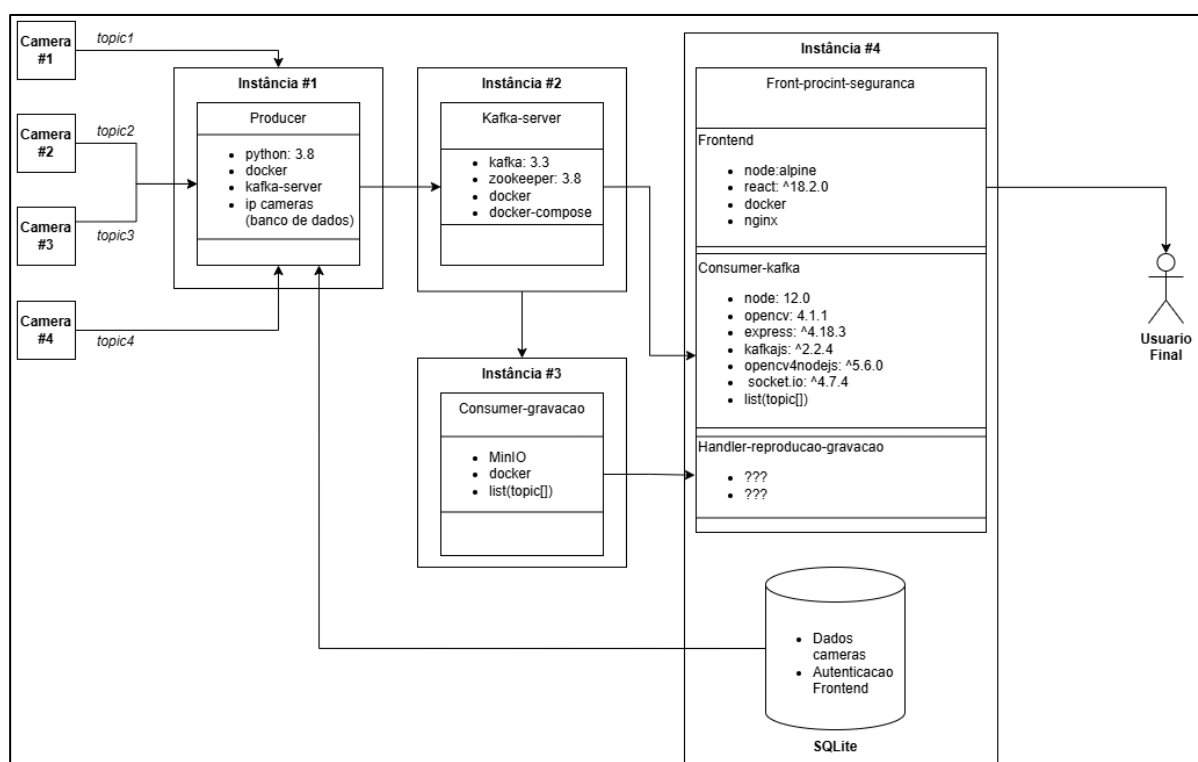 Camera
#1
topic1
Camera
#2
topic2
Camera
#3
topic3
Camera
#4
topic4
Instância #1
Producer
python: 3.8
docker
kafka-server
ip cameras
(banco de dados)
Instância #2
Kafka-server
kafka: 3.3
zookeeper: 3.8
docker
docker-compose
Instância #3
Consumer-gravacao
MinIO
docker
list(topic[])
Instância #4
Front-procint-seguranca
Frontend
node:alpine
react: ^18.2.0
docker
nginx
Consumer-kafka
node: 12.0
opencv: 4.1.1
express: ^4.18.3
kafkajs: ^2.2.4
opencv4nodejs: ^5.6.0
socket.io: ^4.7.4
list(topic[])
Handler-reproducao-gravacao
???
???
Dados
cameras
Autenticacao
Frontend
SQLite
Usuario
Final